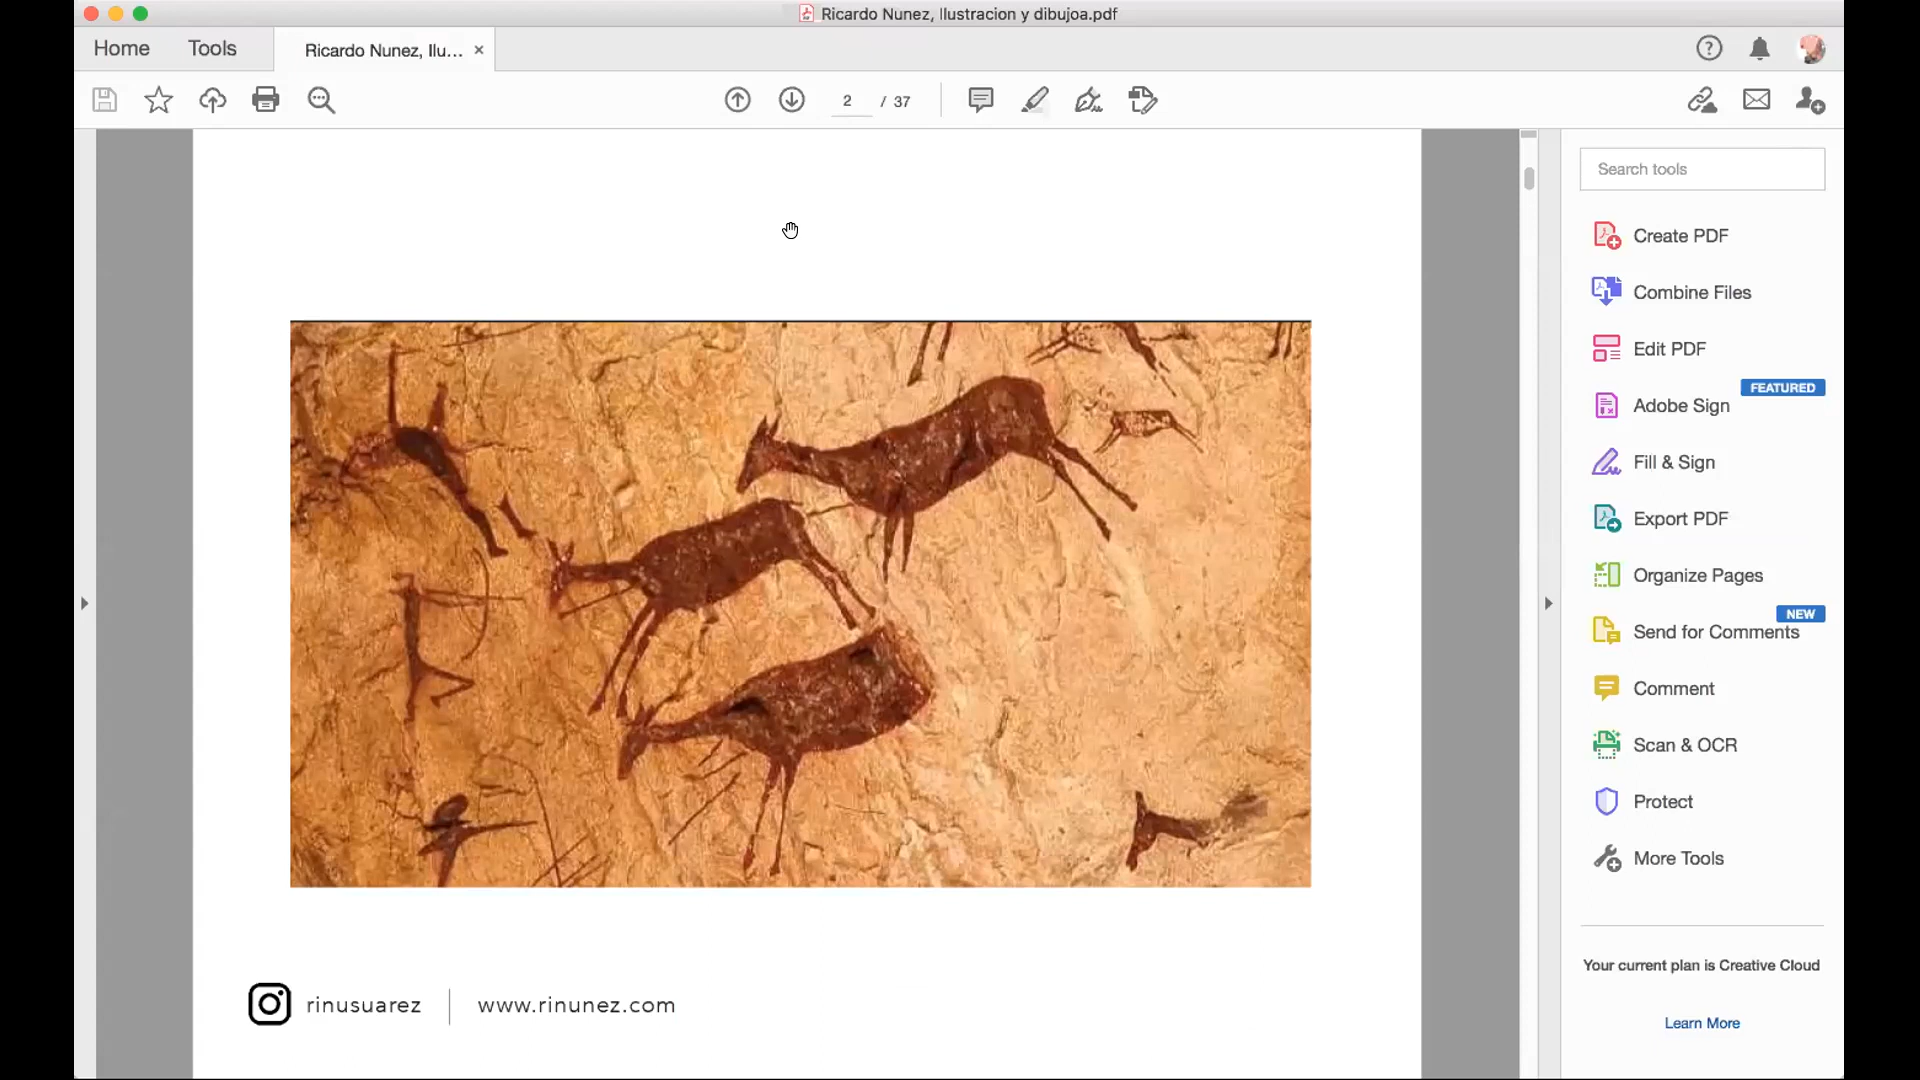 Ricardo Nunez, Ilustracion y dibujoa.pdf
Home
Tools
Ricardo Nunez, Ilu...
2 / 37
Search tools
Create PDF
Combine Files
Edit PDF
FEATURED
Adobe Sign
Fill & Sign
Export PDF
Organize Pages
NEW
Send for Comments
Comment
Scan & OCR
Protect
More Tools
Your current plan is Creative Cloud
Learn More
rinusuarez | www.rinunez.com